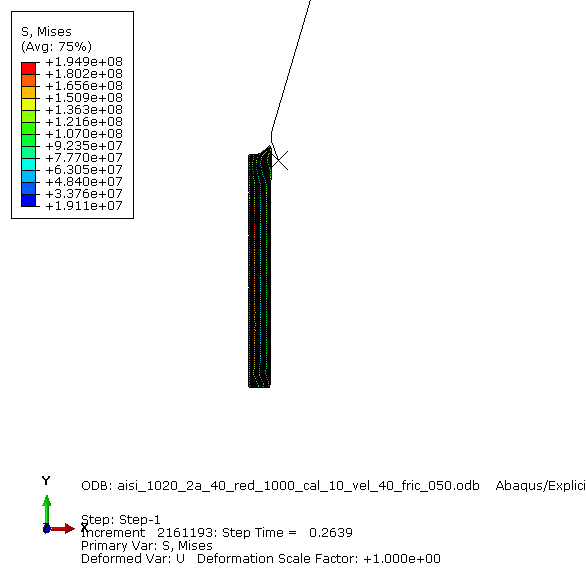 S, Mises
(Avg: 75%)
+1.949e+08
+1.802e+08
+1.656e+08
+1.509e+08
+1.363e+08
+1.216e+08
+1.070e+08
+9.235e+07
+7.770e+07
+6.305e+07
+4.840e+07
+3.376e+07
+1.911e+07
Y
X
ODB: aisi_1020_2a_40_red_1000_cal_10_vel_40_fric_050.odb Abaqus/Explici
Step: Step-1
Increment 2161193: Step Time = 0.2639
Primary Var: S, Mises
Deformed Var: U Deformation Scale Factor: +1.000e+00